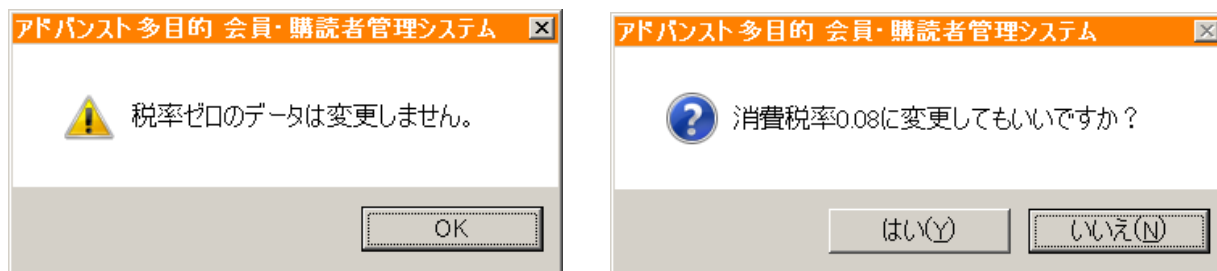 アドバンスト多目的 会員・購読者管理システム
税率ゼロのデータは変更しません。
OK
アドバンスト多目的 会員・購読者管理システム
消費税率0.08に変更してもいいですか？
はい(Y)
いいえ(N)